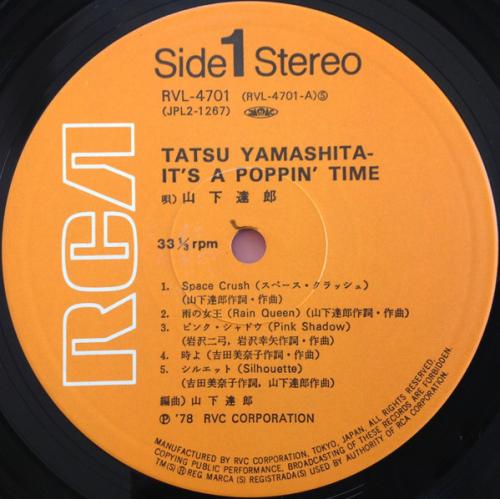 RCA
Side 1 Stereo
RVL-4701 (RVL-4701-A)Ⓢ
(JPL2-1267)
TATSU YAMASHITA-
IT'S A POPPIN' TIME
唄)山下達郎
33⅓rpm
1. Space Crush (スペース・クラッシュ)
(山下達郎作詞・作曲)
2. 雨の女王 (Rain Queen) (山下達郎作詞・作曲)
3. ピンク・シャドウ (Pink Shadow)
(岩沢二弓, 岩沢幸矢作詞・作曲)
4. 時よ (吉田美奈子作詞・作曲)
5. シルエット (Silhouette)
(吉田美奈子作詞, 山下達郎作曲)
編曲) 山下達郎
Ⓟ '78 RVC CORPORATION
MANUFACTURED BY RVC CORPORATION, TOKYO, JAPAN. ALL RIGHTS RESERVED.
COPYING PUBLIC PERFORMANCE, BROADCASTING OF THESE RECORDS ARE FORBIDDEN.
TM(S)® REG MARCA (S) REGISTRADA(S) USED BY AUTHORITY OF RCA CORPORATION